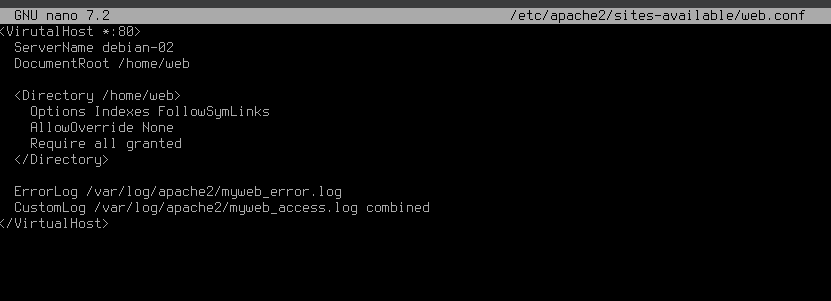 GNU nano 7.2 /etc/apache2/sites-available/web.conf
<VirutalHost *:80>
  ServerName debian-02
  DocumentRoot /home/web

  <Directory /home/web>
    Options Indexes FollowSymLinks
    AllowOverride None
    Require all granted
  </Directory>

  ErrorLog /var/log/apache2/myweb_error.log
  CustomLog /var/log/apache2/myweb_access.log combined
</VirtualHost>